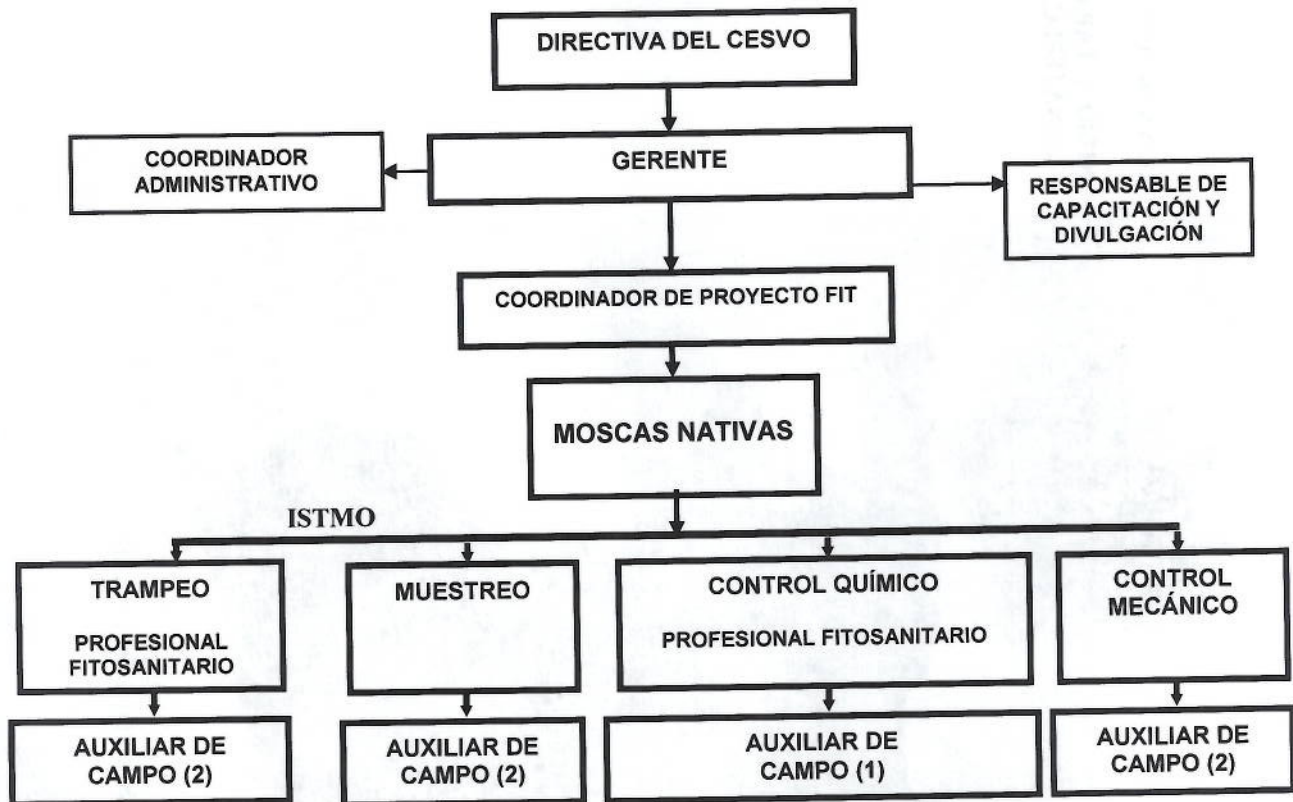 DIRECTIVA DEL CESVO
COORDINADOR
ADMINISTRATIVO
GERENTE
RESPONSABLE DE
CAPACITACIÓN Y
DIVULGACIÓN
COORDINADOR DE PROYECTO FIT
MOSCAS NATIVAS
ISTMO
TRAMPEO
PROFESIONAL
FITOSANITARIO
MUESTREO
CONTROL QUÍMICO
PROFESIONAL FITOSANITARIO
CONTROL
MECÁNICO
AUXILIAR DE
CAMPO (2)
AUXILIAR DE
CAMPO (2)
AUXILIAR DE
CAMPO (1)
AUXILIAR DE
CAMPO (2)